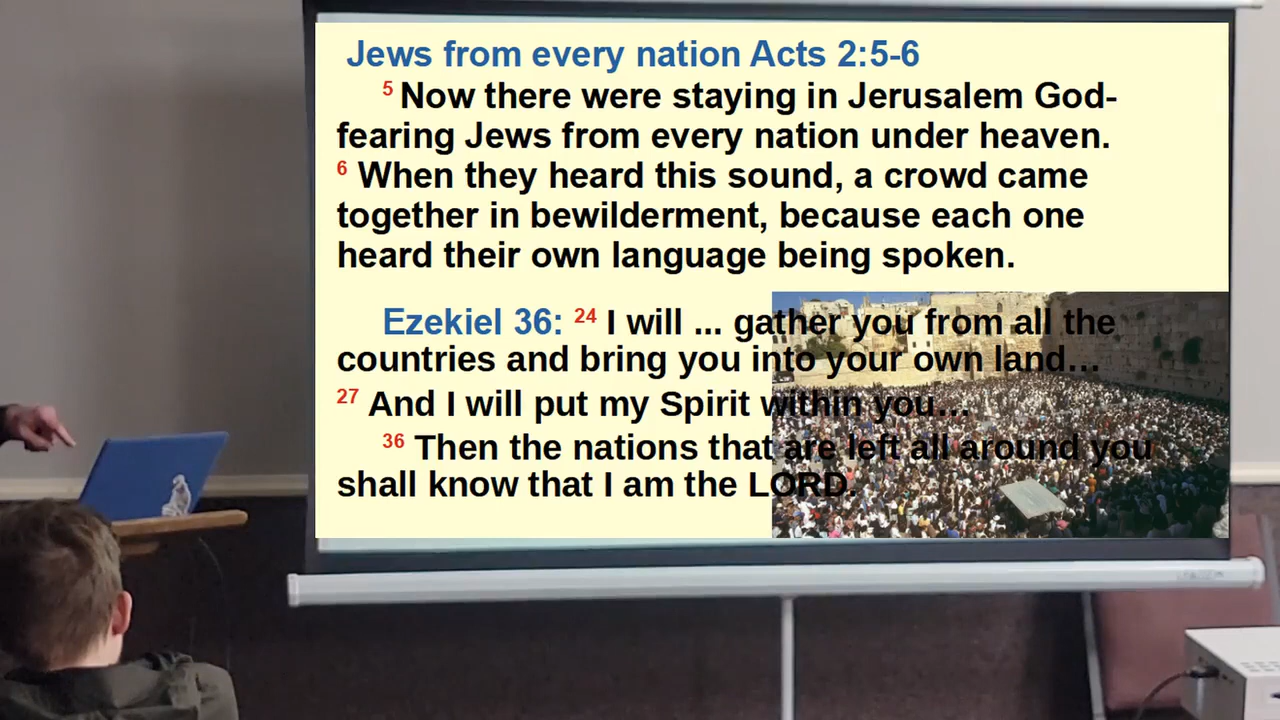 Jews from every nation Acts 2:5-6
5 Now there were staying in Jerusalem God-
fearing Jews from every nation under heaven.
6 When they heard this sound, a crowd came
together in bewilderment, because each one
heard their own language being spoken.
Ezekiel 36: 24 I will ... gather you from all the
countries and bring you into your own land...
27 And I will put my Spirit within you...
36 Then the nations that are left all around you
shall know that I am the LORD.